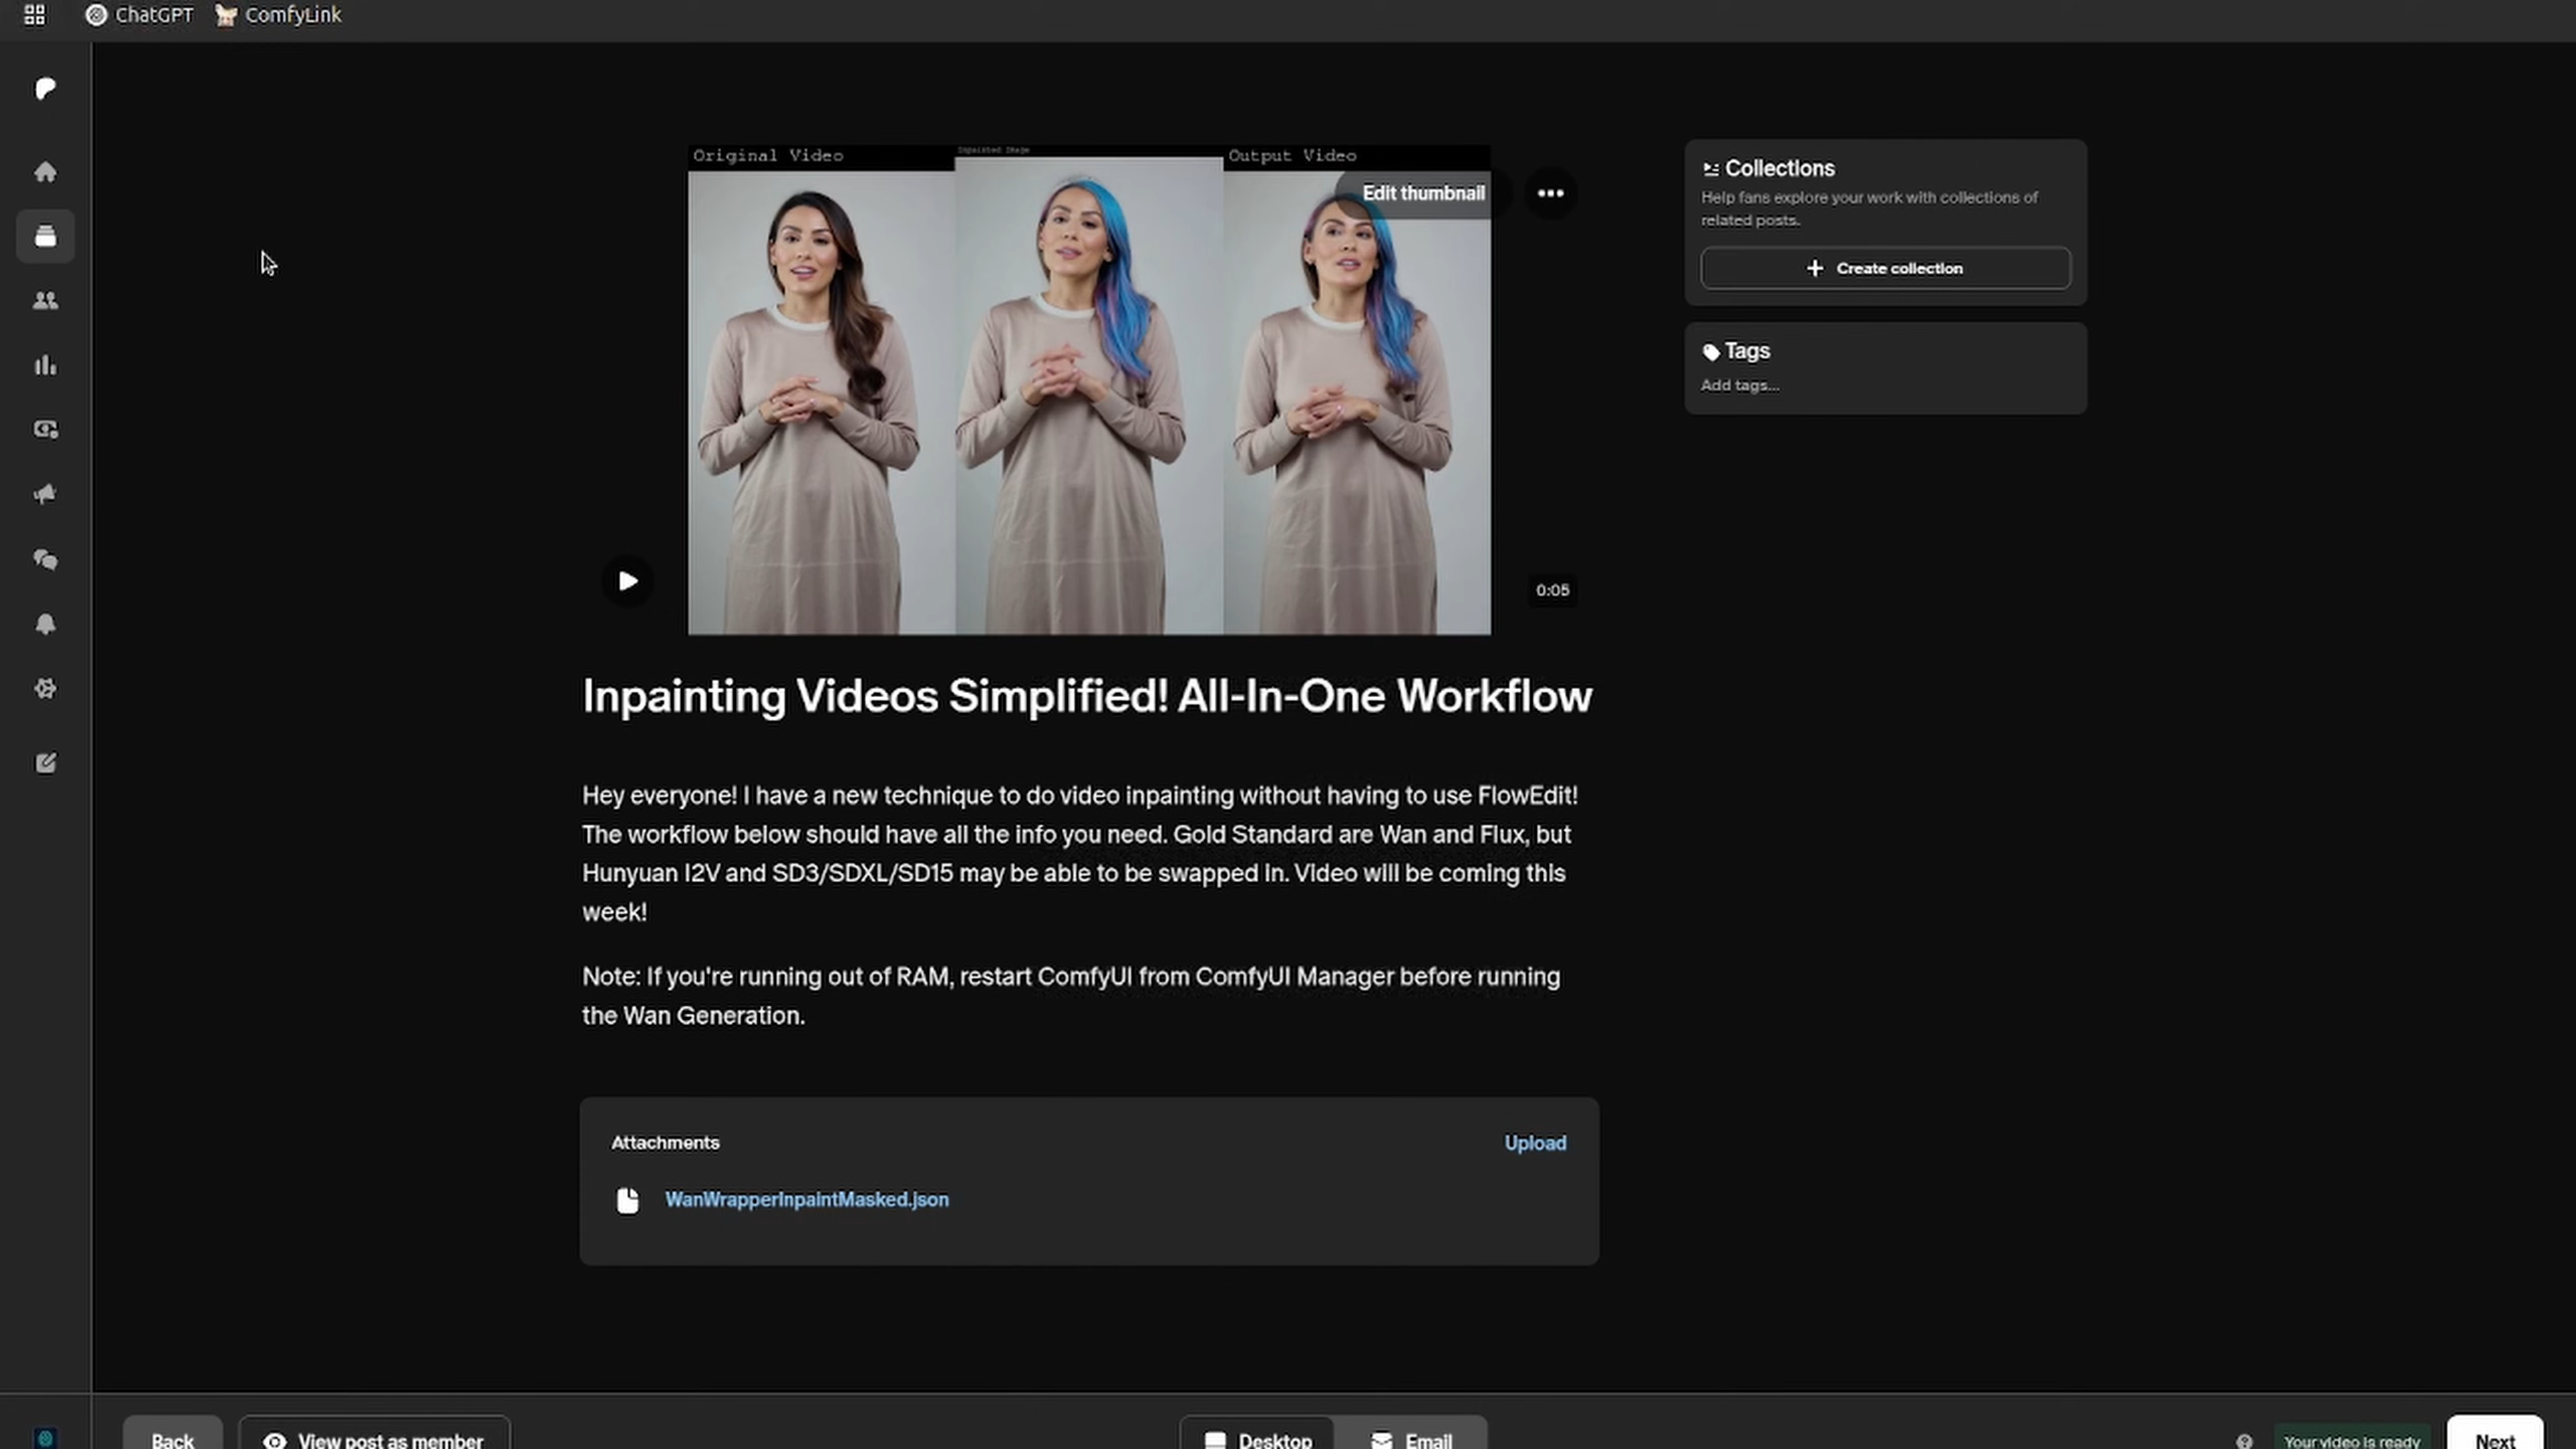 ChatGPT ComfyLink
Original Video
Inpainted Image
Output Video
Edit thumbnail
0:05
Collections
Help fans explore your work with collections of
related posts.
Create collection
Tags
Add tags...
Inpainting Videos Simplified! All-In-One Workflow
Hey everyone! I have a new technique to do video inpainting without having to use FlowEdit!
The workflow below should have all the info you need. Gold Standard are Wan and Flux, but
Hunyuan I2V and SD3/SDXL/SD15 may be able to be swapped in. Video will be coming this
week!
Note: If you're running out of RAM, restart ComfyUI from ComfyUI Manager before running
the Wan Generation.
Attachments
Upload
WanWrapperInpaintMasked.json
Back
View post as member
Desktop
Email
Your video is ready
Next